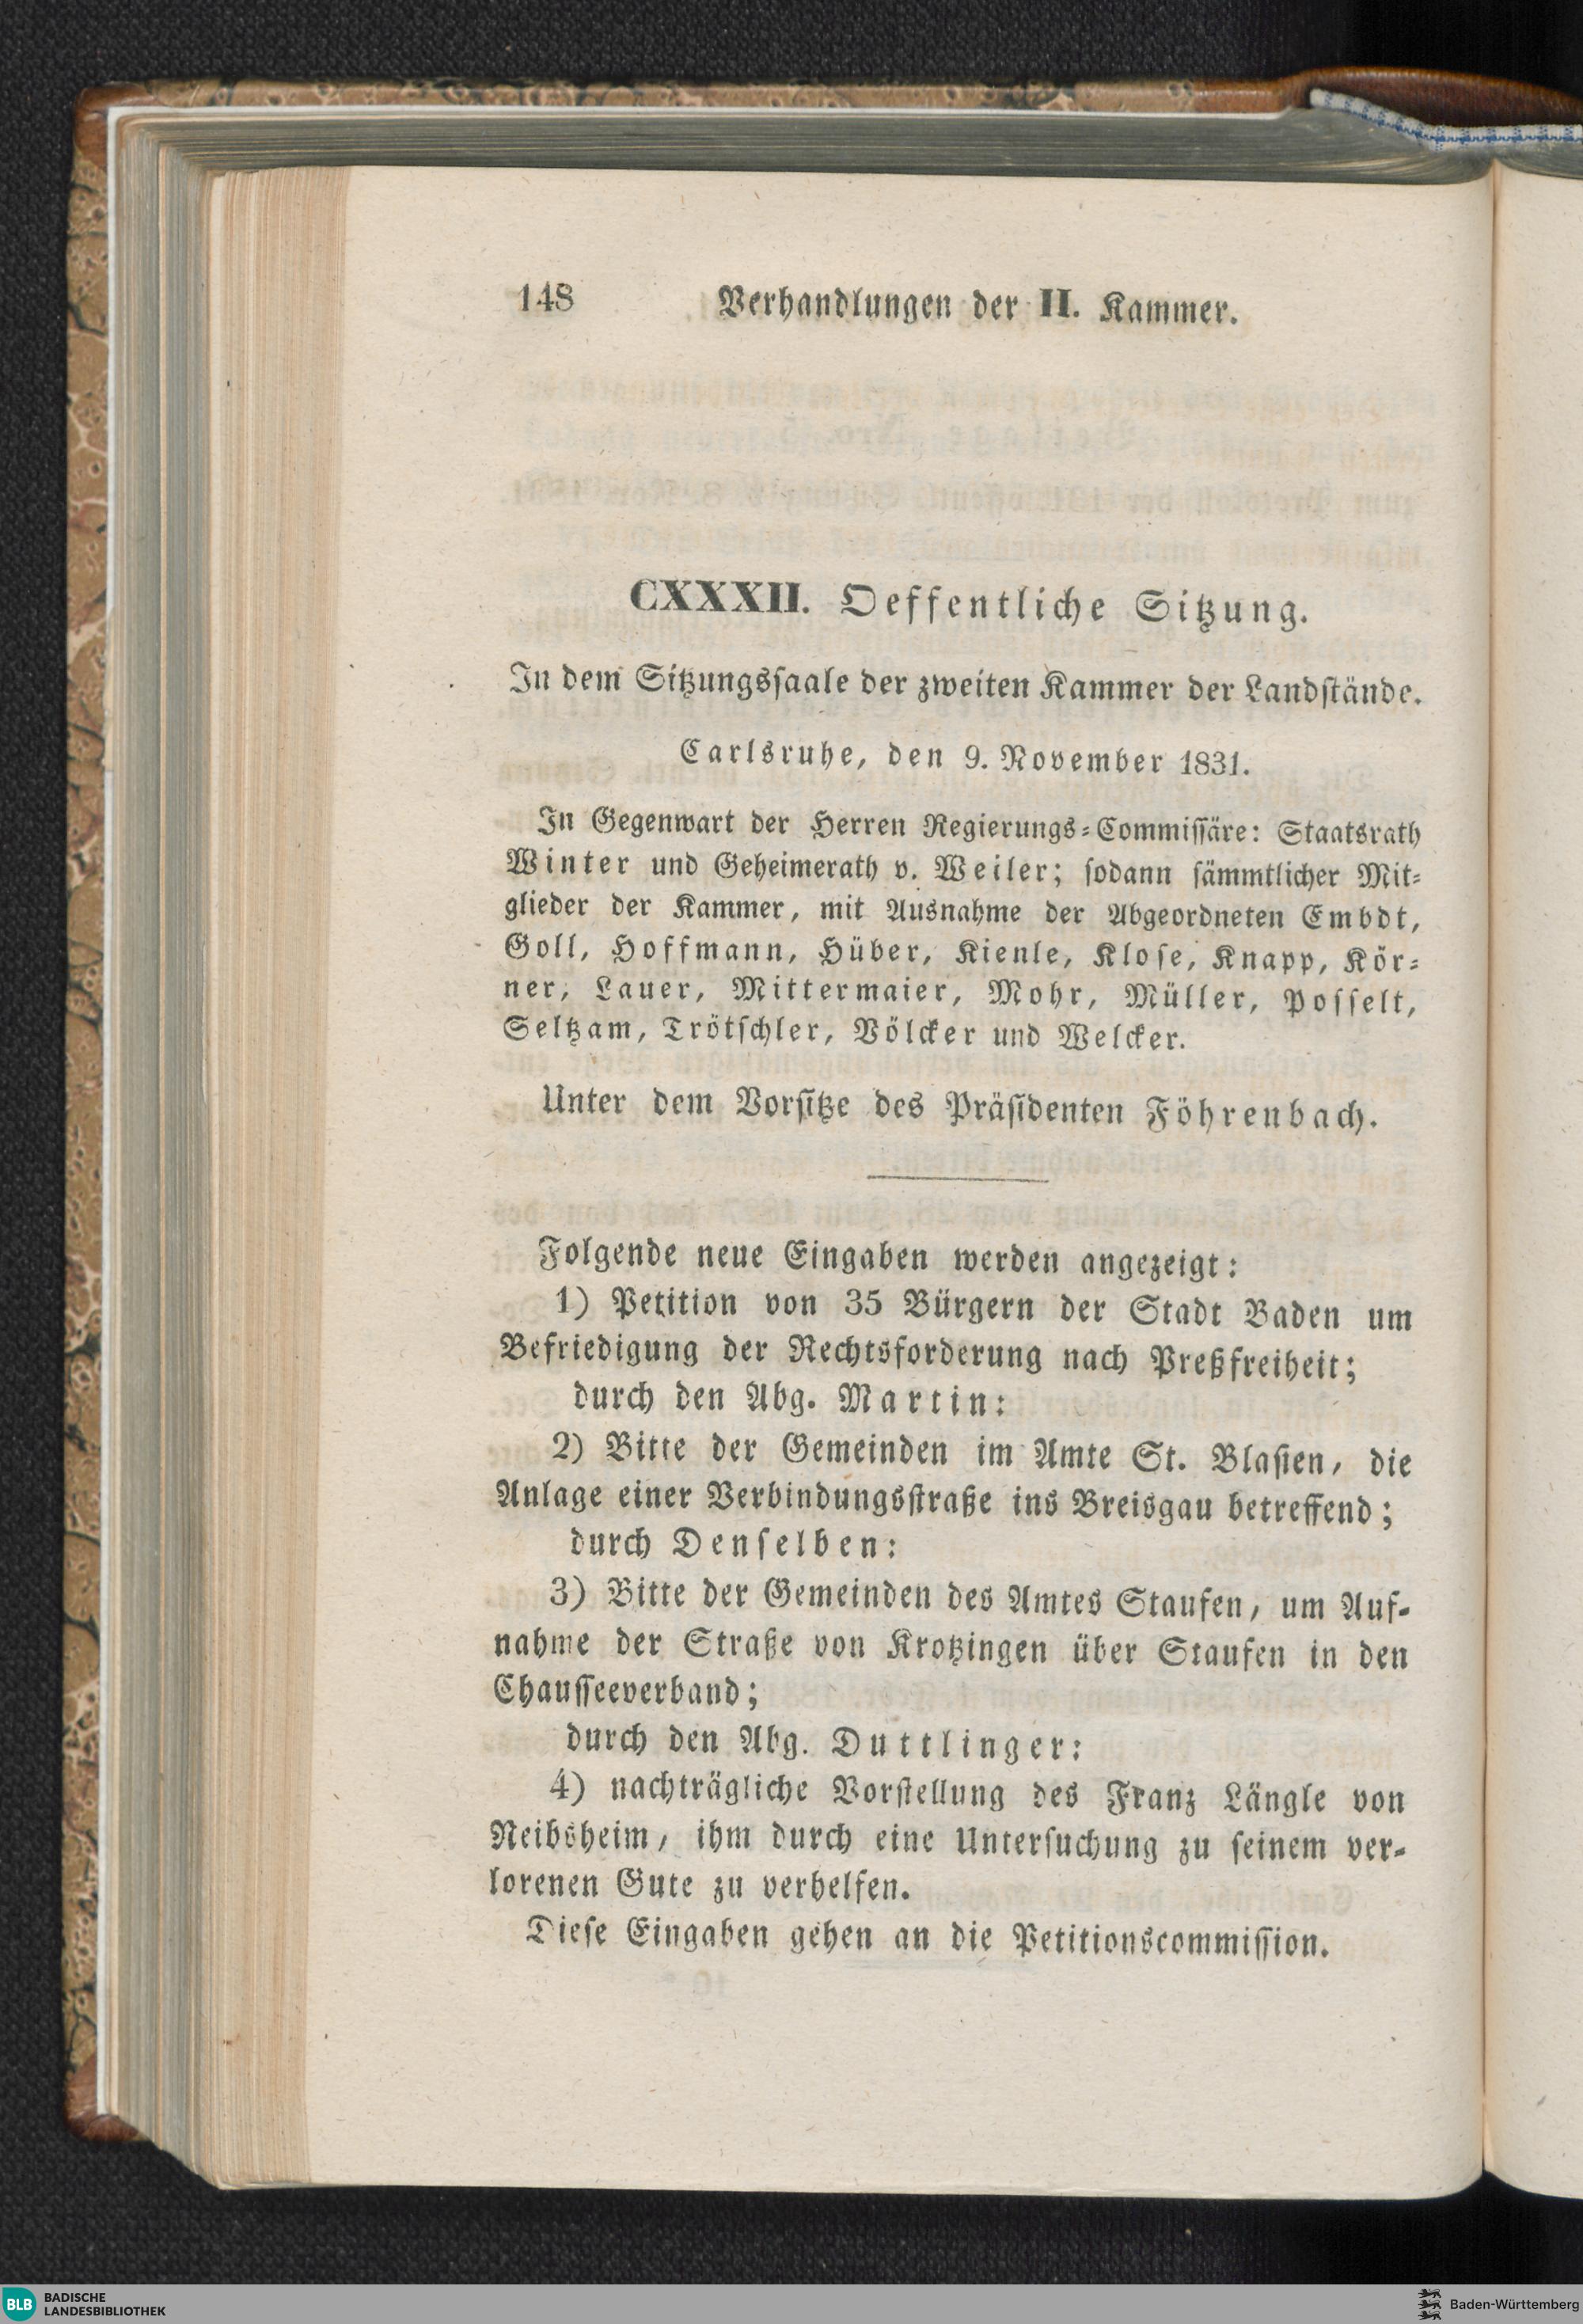 148 Verhandlungen der II. Kammer.
CXXXII. Oeffentliche Sitzung.
In dem Sitzungssaale der zweiten Kammer der Landstände.
Carlsruhe, den 9. November 1831.
In Gegenwart der Herren Regierungs-Commissäre: Staatsrath
Winter und Geheimerath v. Weiler; sodann sämmtlicher Mit-
glieder der Kammer, mit Ausnahme der Abgeordneten Embdt,
Goll, Hoffmann, Hüber, Kienle, Klose, Knapp, Kör-
ner, Lauer, Mittermaier, Mohr, Müller, Posselt,
Seltzam, Trötschler, Völcker und Welcker.
Unter dem Vorsitze des Präsidenten Föhrenbach.
Folgende neue Eingaben werden angezeigt:
1) Petition von 35 Bürgern der Stadt Baden um
Befriedigung der Rechtsforderung nach Preßfreiheit;
durch den Abg. Martin:
2) Bitte der Gemeinden im Amte St. Blasien, die
Anlage einer Verbindungsstraße ins Breisgau betreffend;
durch Denselben:
3) Bitte der Gemeinden des Amtes Staufen, um Auf-
nahme der Straße von Krotzingen über Staufen in den
Chausseeverband;
durch den Abg. Duttlinger:
4) nachträgliche Vorstellung des Franz Längle von
Neibsheim, ihm durch eine Untersuchung zu seinem ver-
lorenen Gute zu verhelfen.
Diese Eingaben gehen an die Petitionscommission.
BLB BADISCHE
LANDESBIBLIOTHEK
Baden-Württemberg